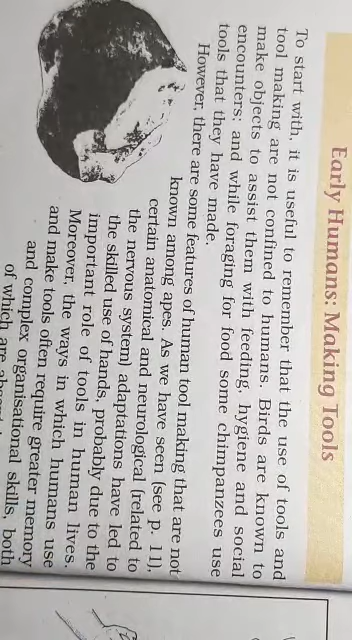 Early Humans: Making Tools
To start with, it is useful to remember that the use of tools and
tool making are not confined to humans. Birds are known to
make objects to assist them with feeding, hygiene and social
encounters; and while foraging for food some chimpanzees use
tools that they have made.
However, there are some features of human tool making that are not
known among apes. As we have seen (see p. 11),
certain anatomical and neurological (related to
the nervous system) adaptations have led to
the skilled use of hands, probably due to the
important role of tools in human lives.
Moreover, the ways in which humans use
and make tools often require greater memory
and complex organisational skills, both
of which are